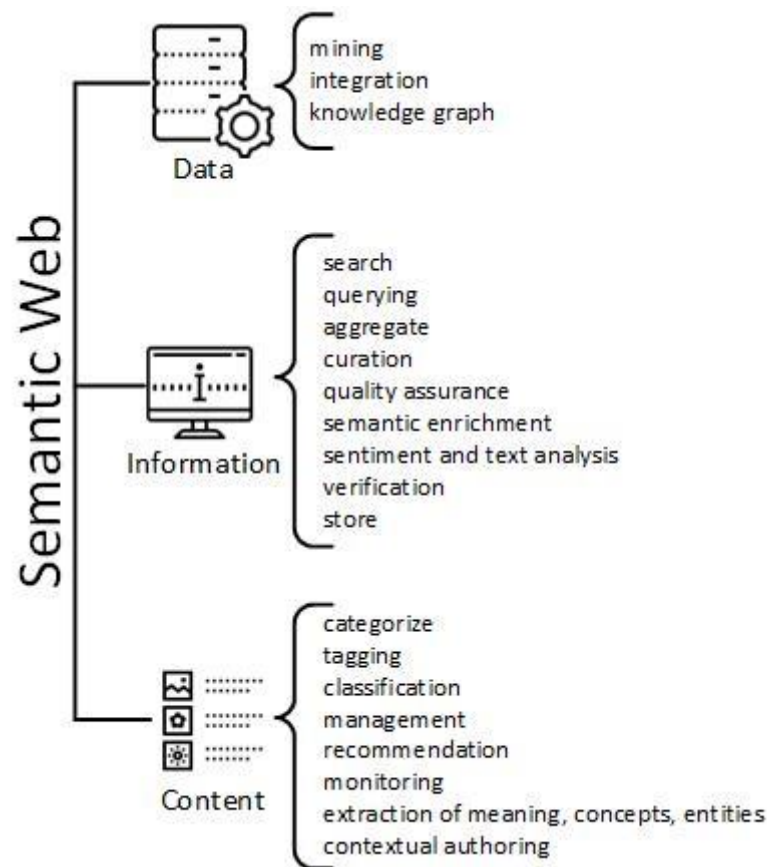 Semantic Web
Data
mining
integration
knowledge graph
Information
search
querying
aggregate
curation
quality assurance
semantic enrichment
sentiment and text analysis
verification
store
Content
categorize
tagging
classification
management
recommendation
monitoring
extraction of meaning, concepts, entities
contextual authoring